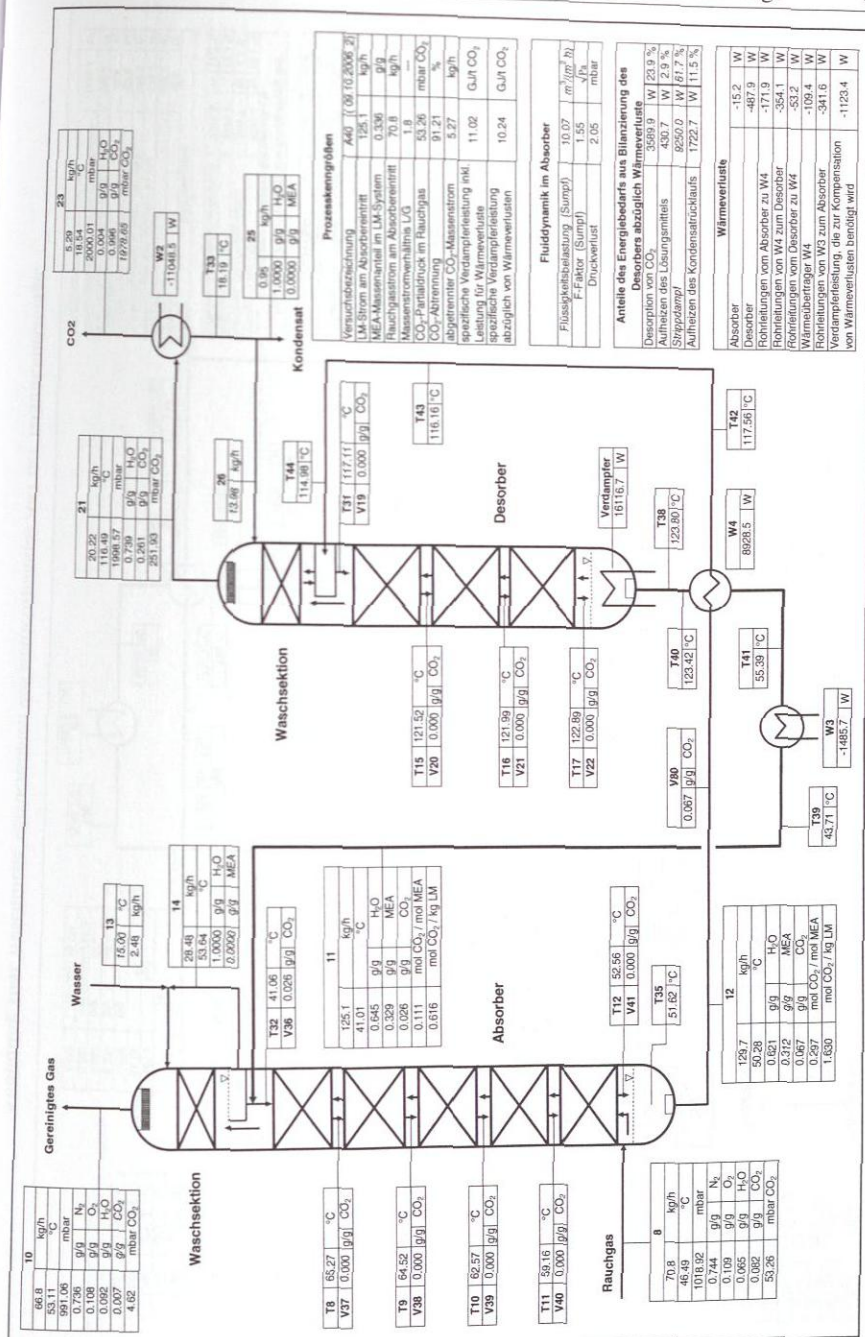 Gereinigtes Gas
10
66.8 kg/h
53.11 °C
991.06 mbar
0.736 g/g N₂
0.108 g/g O₂
0.092 g/g H₂O
0.007 g/g CO₂
4.62 mbar CO₂
Wasser
13
15.00 °C
2.48 kg/h
14
28.48 kg/h
53.64 °C
1.0000 g/g H₂O
0.0000 g/g MEA
Waschsektion
T32 41.06 °C
V36 0.026 g/g CO₂
11
125.1 kg/h
41.01 °C
0.645 g/g H₂O
0.329 g/g MEA
0.026 g/g CO₂
0.111 mol CO₂ / mol MEA
0.616 mol CO₂ / kg LM
Absorber
T8 65.27 °C
V37 0.000 g/g CO₂
T9 64.52 °C
V38 0.000 g/g CO₂
T10 62.57 °C
V39 0.000 g/g CO₂
T11 59.16 °C
V40 0.000 g/g CO₂
T12 52.56 °C
V41 0.000 g/g CO₂
T35
51.62 °C
Rauchgas
8
70.8 kg/h
46.49 °C
1018.92 mbar
0.744 g/g N₂
0.109 g/g O₂
0.065 g/g H₂O
0.082 g/g CO₂
53.26 mbar CO₂
12
129.7 kg/h
50.28 °C
0.621 g/g H₂O
0.312 g/g MEA
0.067 g/g CO₂
0.297 mol CO₂ / mol MEA
1.630 mol CO₂ / kg LM
V80
0.067 g/g CO₂
T39
43.71 °C
W3
-1485.7 W
T41
55.39 °C
T40
123.42 °C
T38
123.80 °C
W4
8928.5 W
T42
117.56 °C
Verdampfer
16116.7 W
Waschsektion
Desorber
T15 121.52 °C
V20 0.000 g/g CO₂
T16 121.99 °C
V21 0.000 g/g CO₂
T17 122.89 °C
V22 0.000 g/g CO₂
T31 117.11 °C
V19 0.000 g/g CO₂
T43
116.16 °C
T44
114.98 °C
26
13.98 kg/h
21
20.22 kg/h
116.49 °C
1998.57 mbar
0.739 g/g H₂O
0.261 g/g CO₂
251.93 mbar CO₂
CO2
23
5.29 kg/h
18.54 °C
2000.01 mbar
0.004 g/g H₂O
0.996 g/g CO₂
1979.65 mbar CO₂
W2
-11048.5 W
T33
18.19 °C
25
0.95 kg/h
1.0000 g/g H₂O
0.0000 g/g MEA
Kondensat
Prozesskenngrößen
Versuchsbezeichnung A40 ( 09.10.2006_2)
LM-Strom am Absorbereintritt 125.1 kg/h
MEA-Massenanteil im LM-System 0.336 g/g
Rauchgasstrom am Absorbereintritt 70.8 kg/h
Massenstromverhältnis L/G 1.8 ---
CO₂-Partialdruck im Rauchgas 53.26 mbar CO₂
CO₂-Abtrennung 91.21 %
abgetrennter CO₂-Massenstrom 5.27 kg/h
spezifische Verdampferleistung inkl.
Leistung für Wärmeverluste 11.02 GJ/t CO₂
spezifische Verdampferleistung
abzüglich von Wärmeverlusten 10.24 GJ/t CO₂
Fluiddynamik im Absorber
Flüssigkeitsbelastung (Sumpf) 10.07 m³/(m² h)
F-Faktor (Sumpf) 1.55 √Pa
Druckverlust 2.05 mbar
Anteile des Energiebedarfs aus Bilanzierung des
Desorbers abzüglich Wärmeverluste
Desorption von CO₂ 3589.9 W 23.9 %
Aufheizen des Lösungsmittels 430.7 W 2.9 %
Strippdampf 9250.0 W 61.7 %
Aufheizen des Kondensatrücklaufs 1722.7 W 11.5 %
Wärmeverluste
Absorber -15.2 W
Desorber -487.9 W
Rohrleitungen vom Absorber zu W4 -171.9 W
Rohrleitungen von W4 zum Desorber -354.1 W
Rohrleitungen vom Desorber zu W4 -53.2 W
Wärmeübertrager W4 -109.4 W
Rohrleitungen von W3 zum Absorber -341.6 W
Verdampferleistung, die zur Kompensation
von Wärmeverlusten benötigt wird -1123.4 W